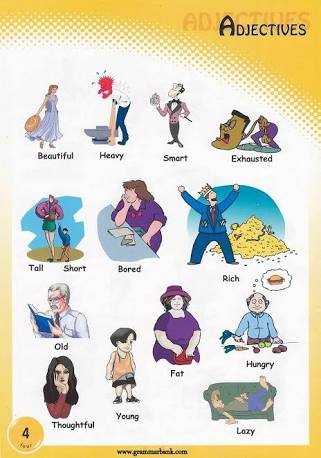 ADJECTIVES
ADJECTIVES
Beautiful Heavy Smart Exhausted
Tall Short Bored
Rich
Old
Fat
Hungry
Thoughtful
Young
Lazy
4
four
www.grammarbank.com